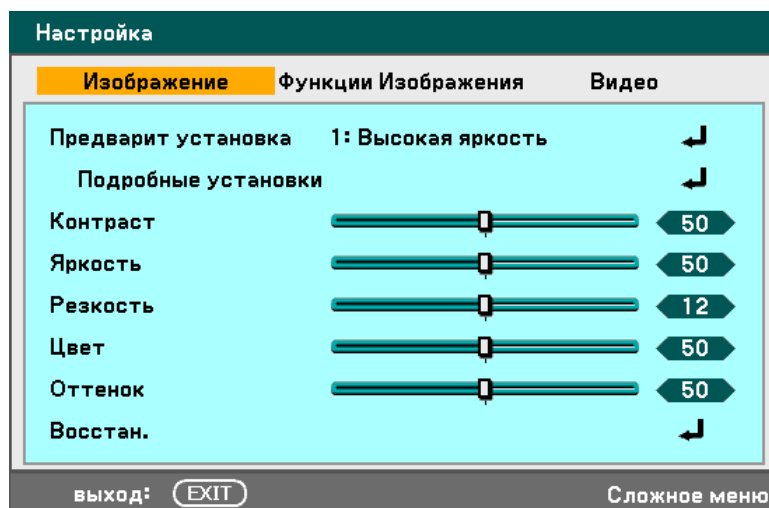 Настройка
Изображение Функции Изображения Видео
Предварит установка 1: Высокая яркость
Подробные установки
Контраст 50
Яркость 50
Резкость 12
Цвет 50
Оттенок 50
Восстан.
выход: EXIT Сложное меню